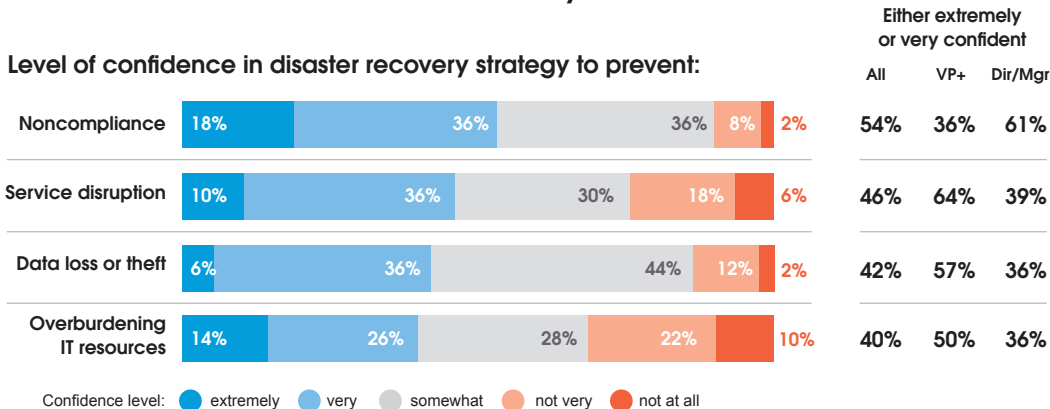 Either extremely
or very confident
Level of confidence in disaster recovery strategy to prevent:
All VP+ Dir/Mgr
Noncompliance 18% 36% 36% 8% 2% 54% 36% 61%
Service disruption 10% 36% 30% 18% 6% 46% 64% 39%
Data loss or theft 6% 36% 44% 12% 2% 42% 57% 36%
Overburdening
IT resources 14% 26% 28% 22% 10% 40% 50% 36%
Confidence level: extremely very somewhat not very not at all